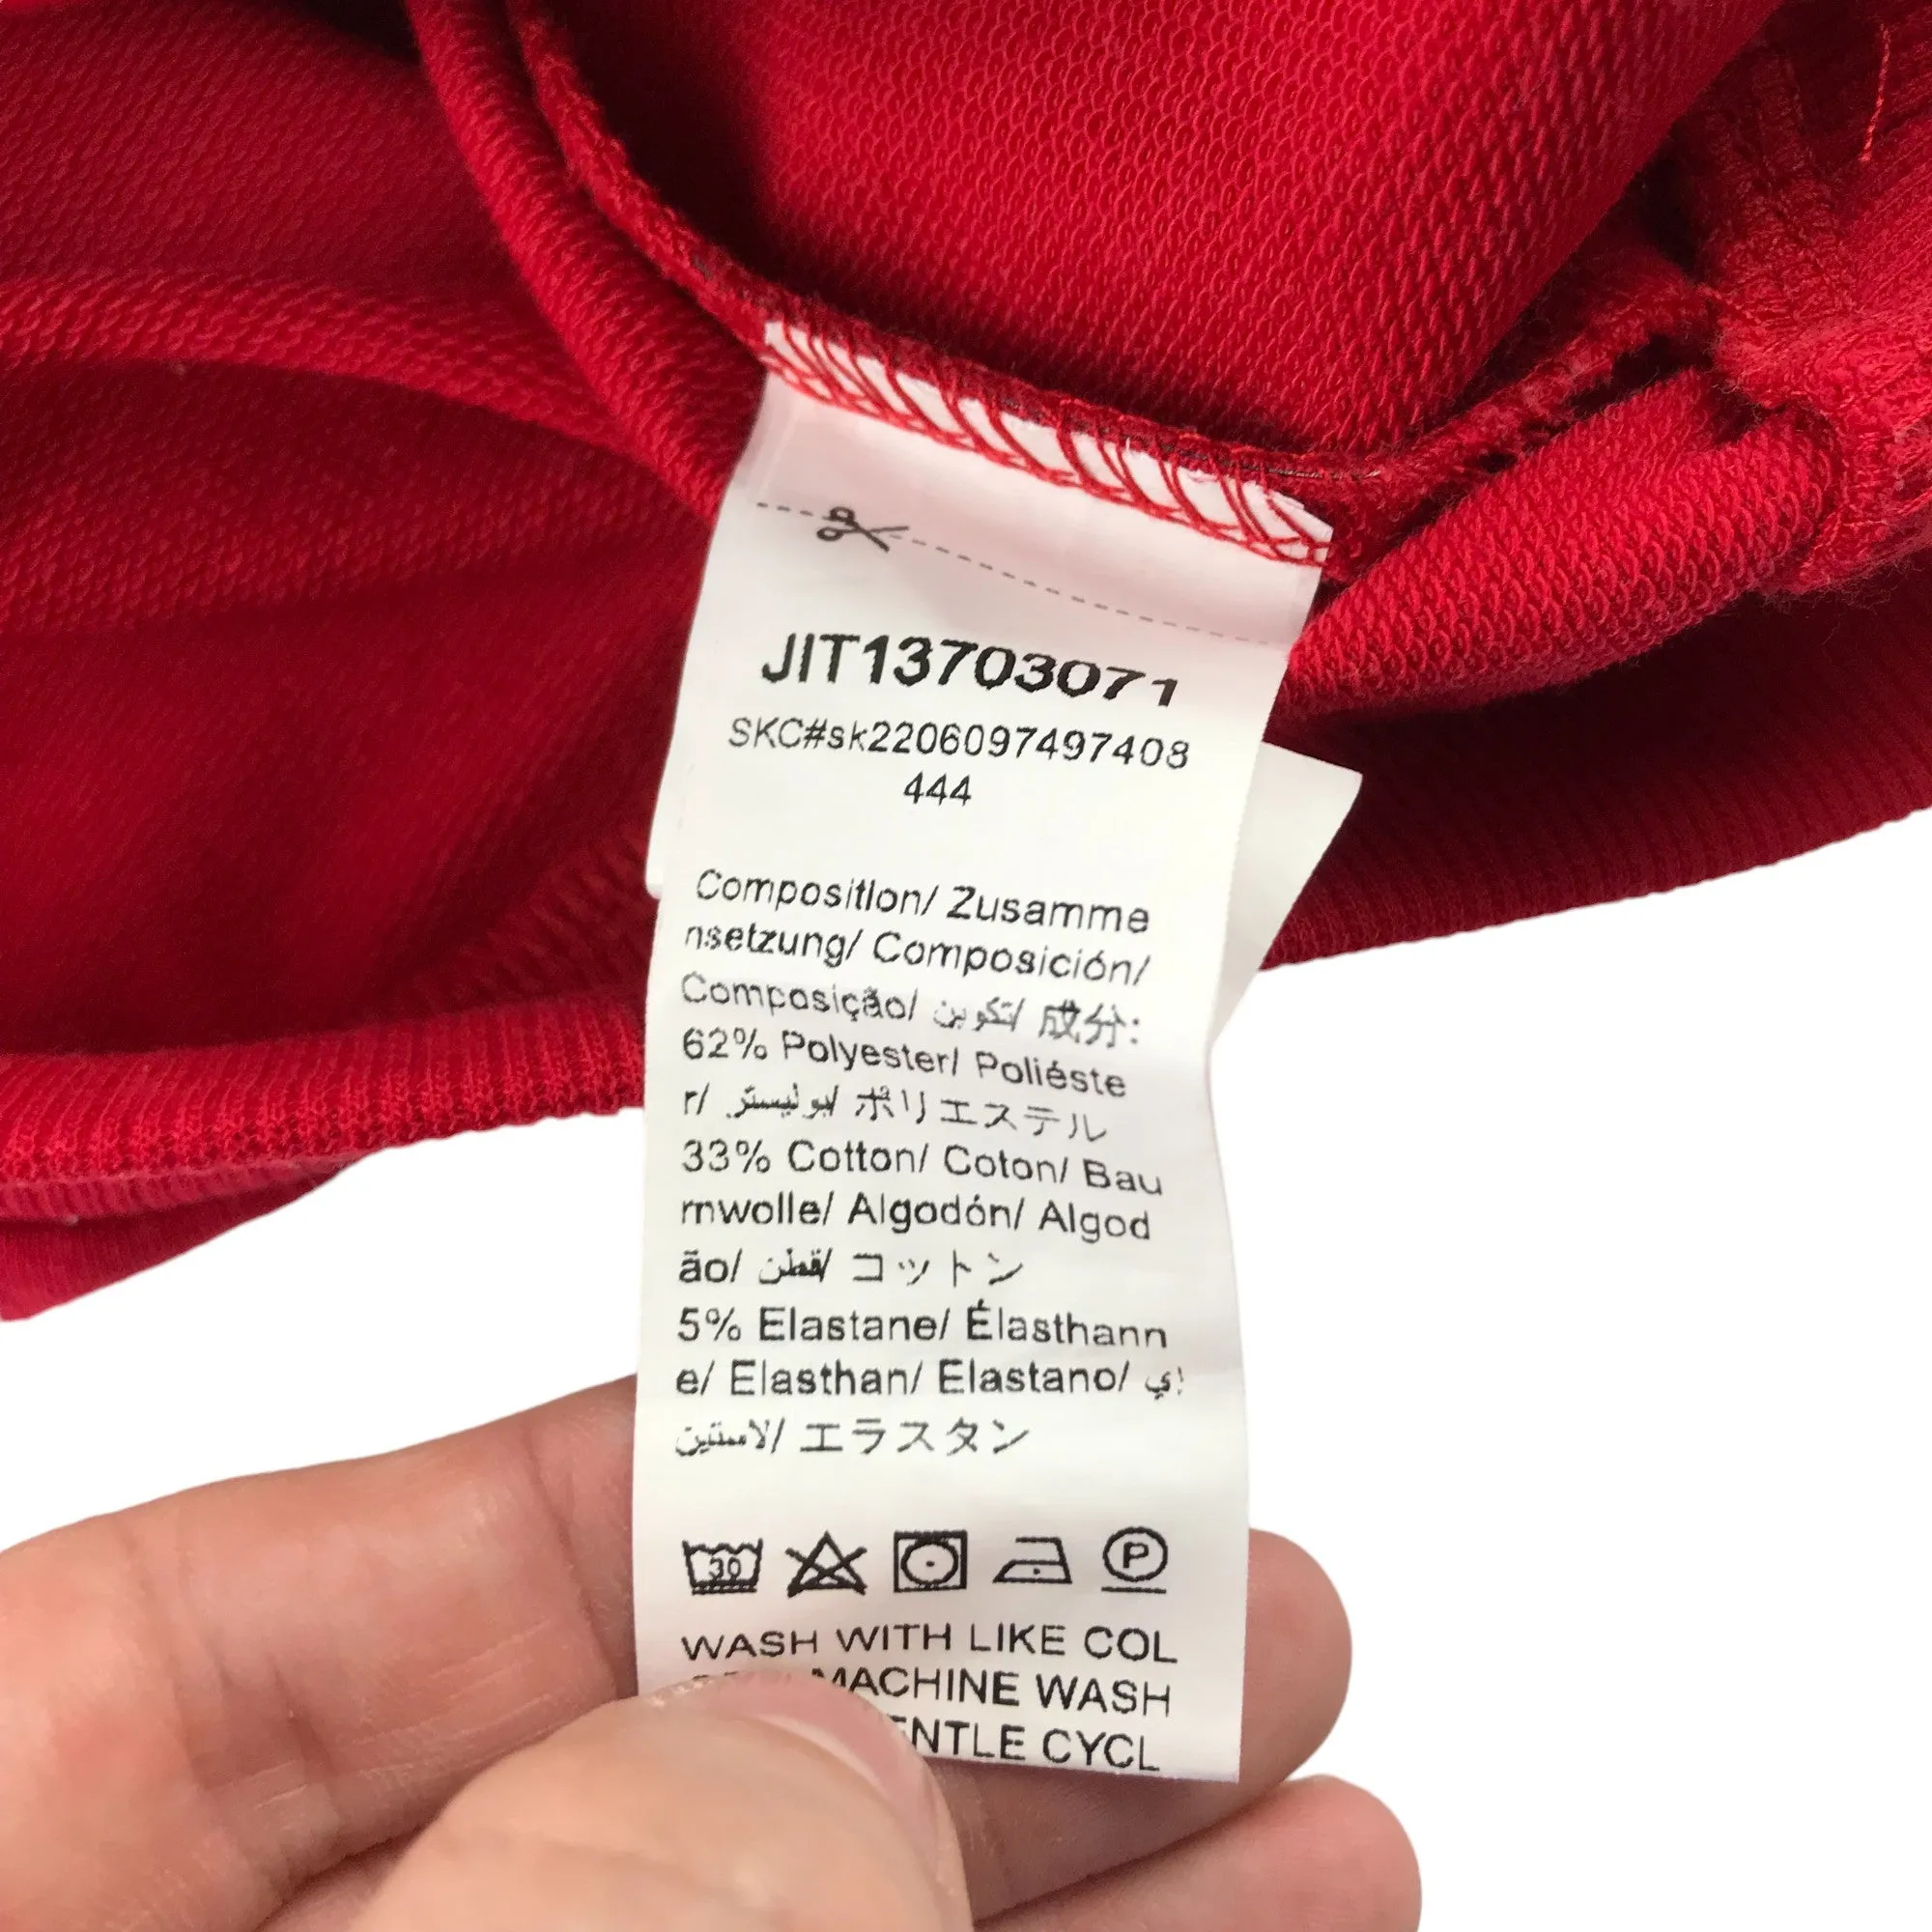 JIT13703071
SKC#sk2206097497408
444
Composition/ Zusamme
nsetzung/ Composición/
Composição/ تكوين/ 成分:
62% Polyester/ Poliéste
r/ بوليستر/ ポリエステル
33% Cotton/ Coton/ Bau
mwolle/ Algodón/ Algod
ão/ قطن/ コットン
5% Elastane/ Élasthann
e/ Elasthan/ Elastano/ إي
لاستين/ エラスタン
30
P
WASH WITH LIKE COL
MACHINE WASH
CYCL